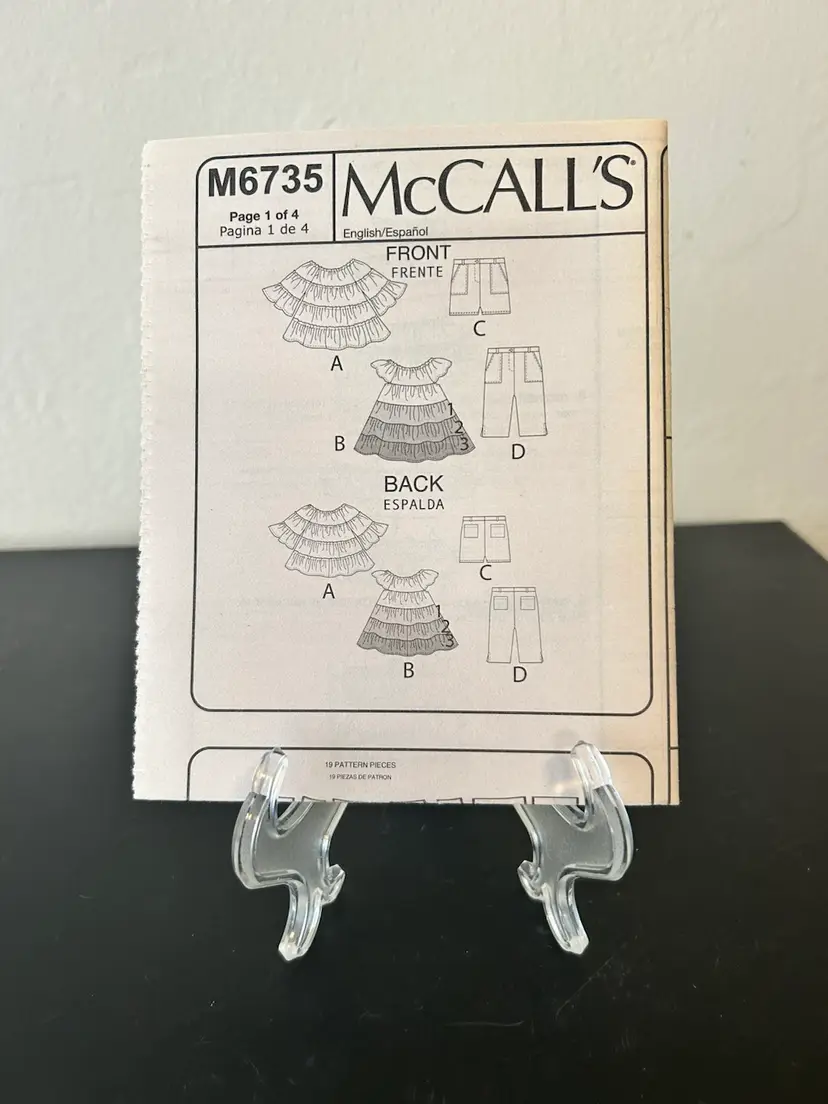 M6735
Page 1 of 4
Pagina 1 de 4
McCALL'S®
English/Español
FRONT
FRENTE
A
C
B
1
2
3
D
BACK
ESPALDA
A
C
1
2
3
B
D
19 PATTERN PIECES
19 PIEZAS DE PATRON